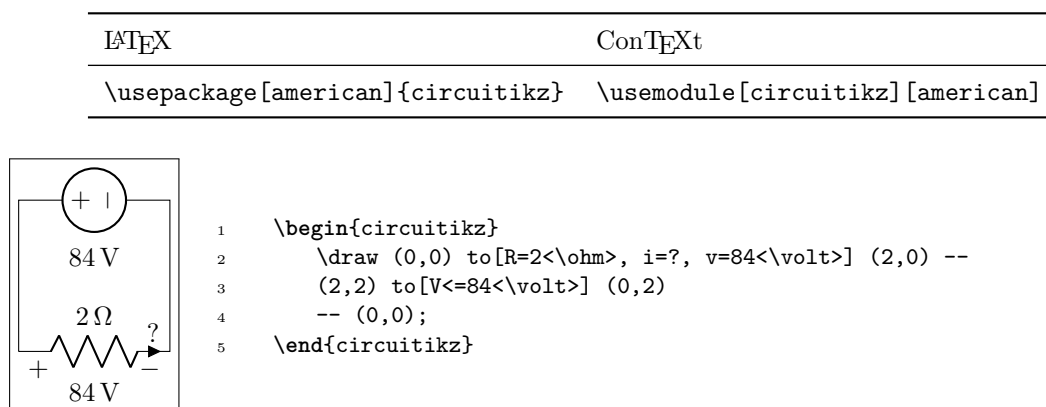 LATEX ConTEXt
\usepackage[american]{circuitikz} \usemodule[circuitikz][american]
+ −
84 V
2 Ω
?
+ −
84 V
1 \begin{circuitikz}
2 \draw (0,0) to[R=2<\ohm>, i=?, v=84<\volt>] (2,0) --
3 (2,2) to[V<=84<\volt>] (0,2)
4 -- (0,0);
5 \end{circuitikz}